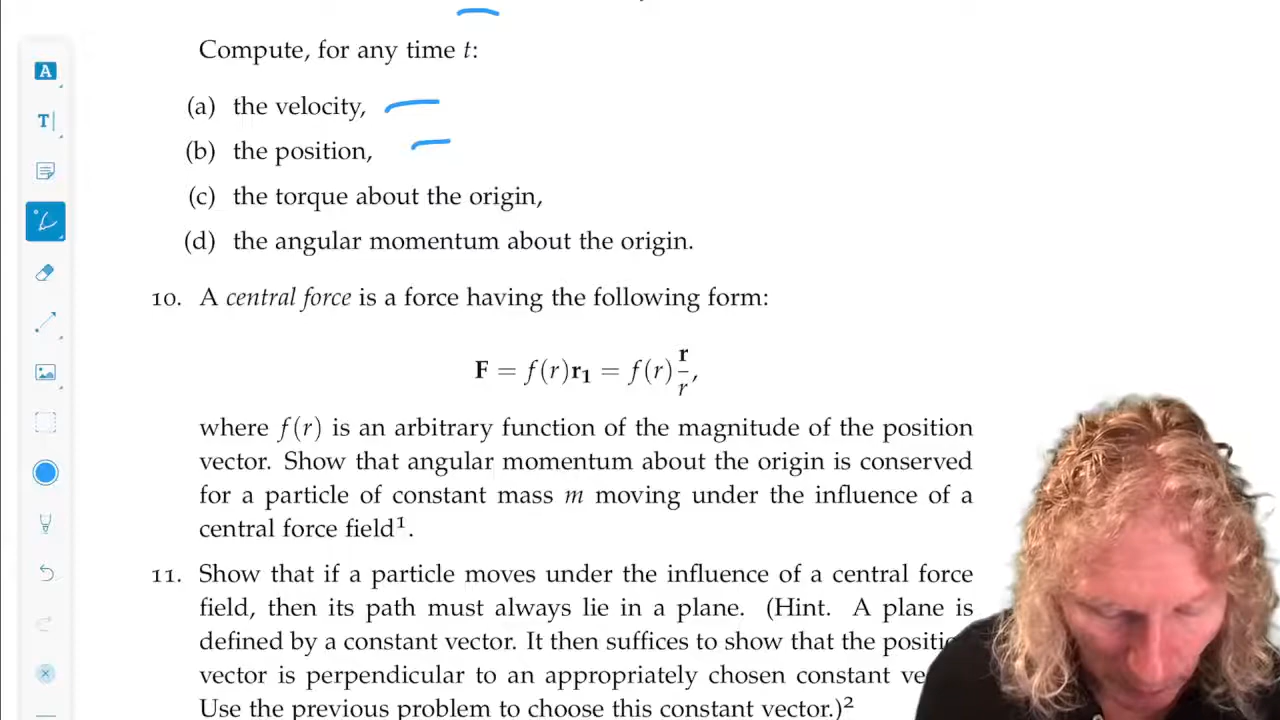 Compute, for any time t:
(a) the velocity,
(b) the position,
(c) the torque about the origin,
(d) the angular momentum about the origin.
10. A central force is a force having the following form:
F = f(r)r₁ = f(r) r/r,
where f(r) is an arbitrary function of the magnitude of the position
vector. Show that angular momentum about the origin is conserved
for a particle of constant mass m moving under the influence of a
central force field¹.
11. Show that if a particle moves under the influence of a central force
field, then its path must always lie in a plane. (Hint. A plane is
defined by a constant vector. It then suffices to show that the
vector is perpendicular to an appropriately chosen constant
Use the previous problem to choose this constant vector.)²
A
T